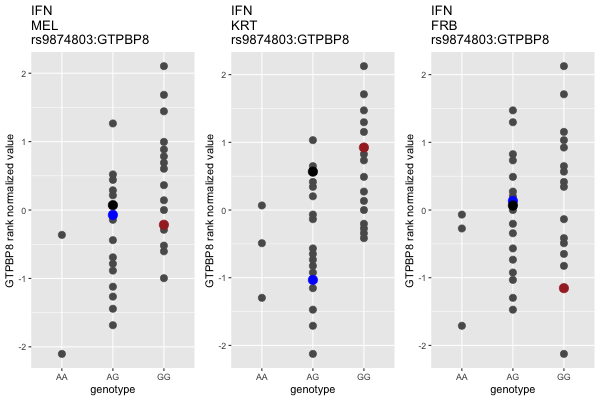 IFN
MEL
rs9874803:GTPBP8
GTPBP8 rank normalized value
2
1
0
-1
-2
AA AG GG
genotype
IFN
KRT
rs9874803:GTPBP8
GTPBP8 rank normalized value
2
1
0
-1
-2
AA AG GG
genotype
IFN
FRB
rs9874803:GTPBP8
GTPBP8 rank normalized value
2
1
0
-1
-2
AA AG GG
genotype